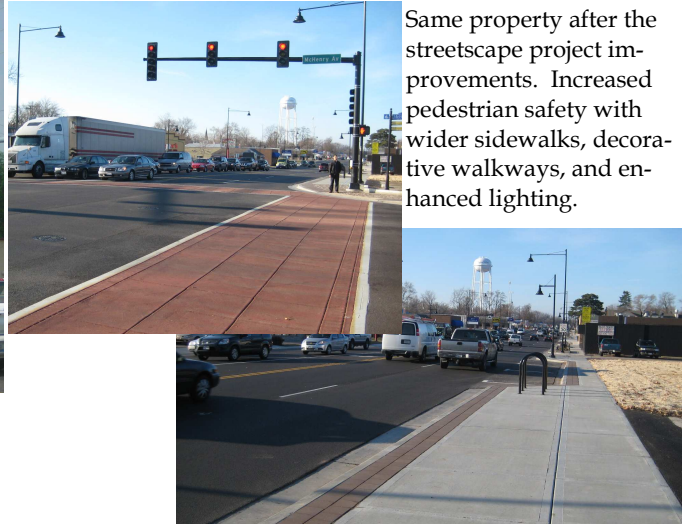 Same property after the
streetscape project im-
provements.  Increased
pedestrian safety with
wider sidewalks, decora-
tive walkways, and en-
hanced lighting.
McHenry Av